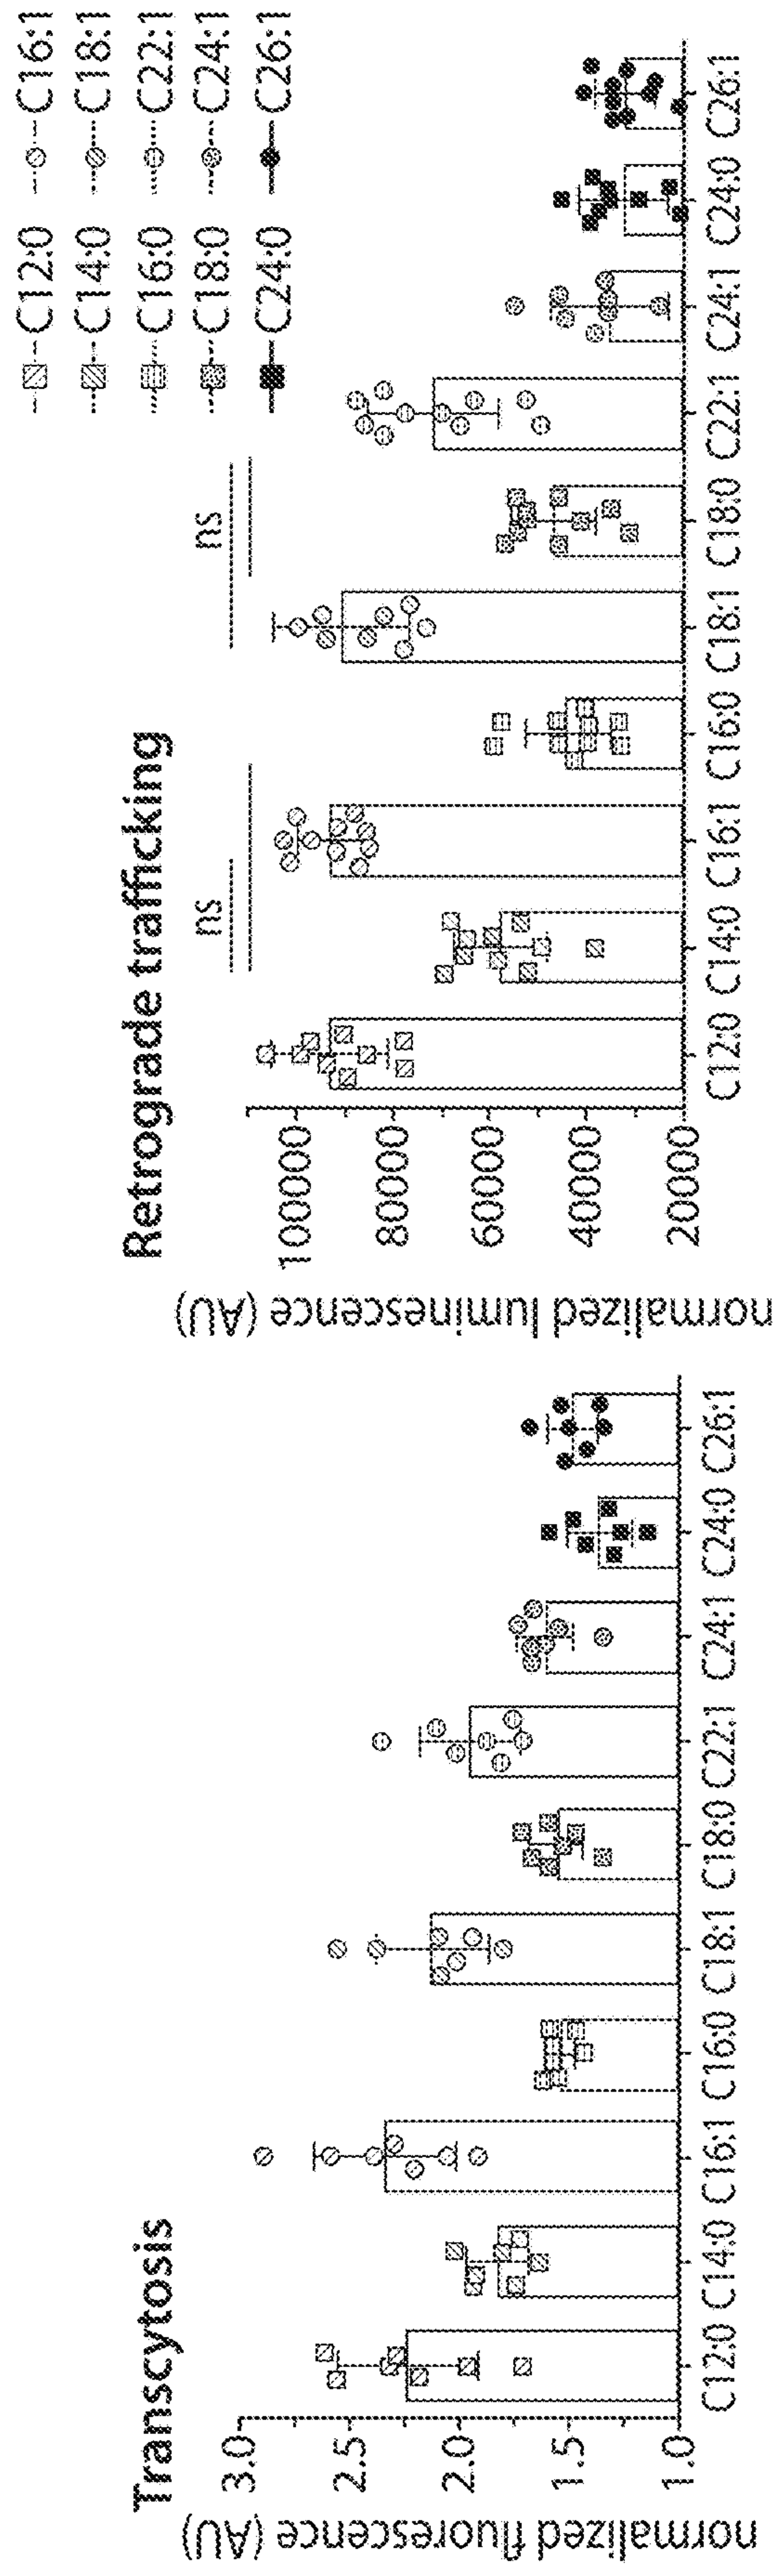 Transcytosis
normalized fluorescence (AU)
3.0
2.5
2.0
1.5
1.0
C12:0 C14:0 C16:1 C16:0 C18:1 C18:0 C22:1 C24:1 C24:0 C26:1
Retrograde trafficking
normalized luminescence (AU)
100000
80000
60000
40000
20000
ns
ns
C12:0 C14:0 C16:1 C16:0 C18:1 C18:0 C22:1 C24:1 C24:0 C26:1
C12:0 C16:1
C14:0 C18:1
C16:0 C22:1
C18:0 C24:1
C24:0 C26:1